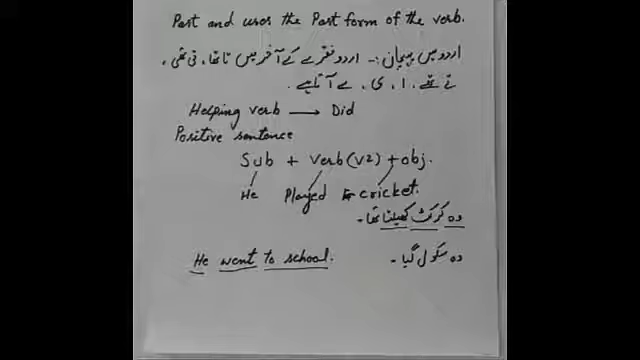 Past and uses the Past form of the verb.
اردو میں پہچان :- اردو فقرے کے آخر میں تا تھا، تی تھی،
تے تھے، ا، ی، ے آتا ہے۔
Helping verb → Did
Positive sentence
Sub + verb(v2) + obj.
He Played cricket.
وہ کرکٹ کھیلتا تھا۔
He went to school. وہ سکول گیا۔